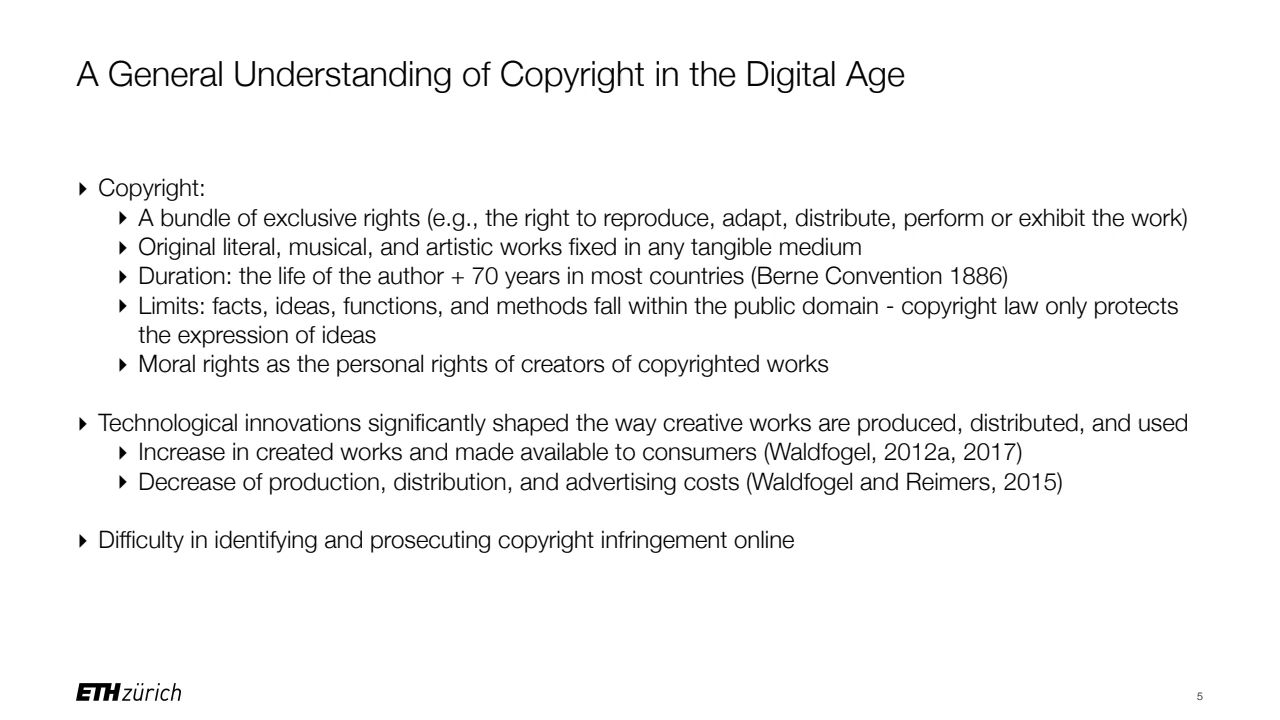 A General Understanding of Copyright in the Digital Age
‣ Copyright:
‣ A bundle of exclusive rights (e.g., the right to reproduce, adapt, distribute, perform or exhibit the work)
‣ Original literal, musical, and artistic works fixed in any tangible medium
‣ Duration: the life of the author + 70 years in most countries (Berne Convention 1886)
‣ Limits: facts, ideas, functions, and methods fall within the public domain - copyright law only protects
the expression of ideas
‣ Moral rights as the personal rights of creators of copyrighted works
‣ Technological innovations significantly shaped the way creative works are produced, distributed, and used
‣ Increase in created works and made available to consumers (Waldfogel, 2012a, 2017)
‣ Decrease of production, distribution, and advertising costs (Waldfogel and Reimers, 2015)
‣ Difficulty in identifying and prosecuting copyright infringement online
ETH zürich
5